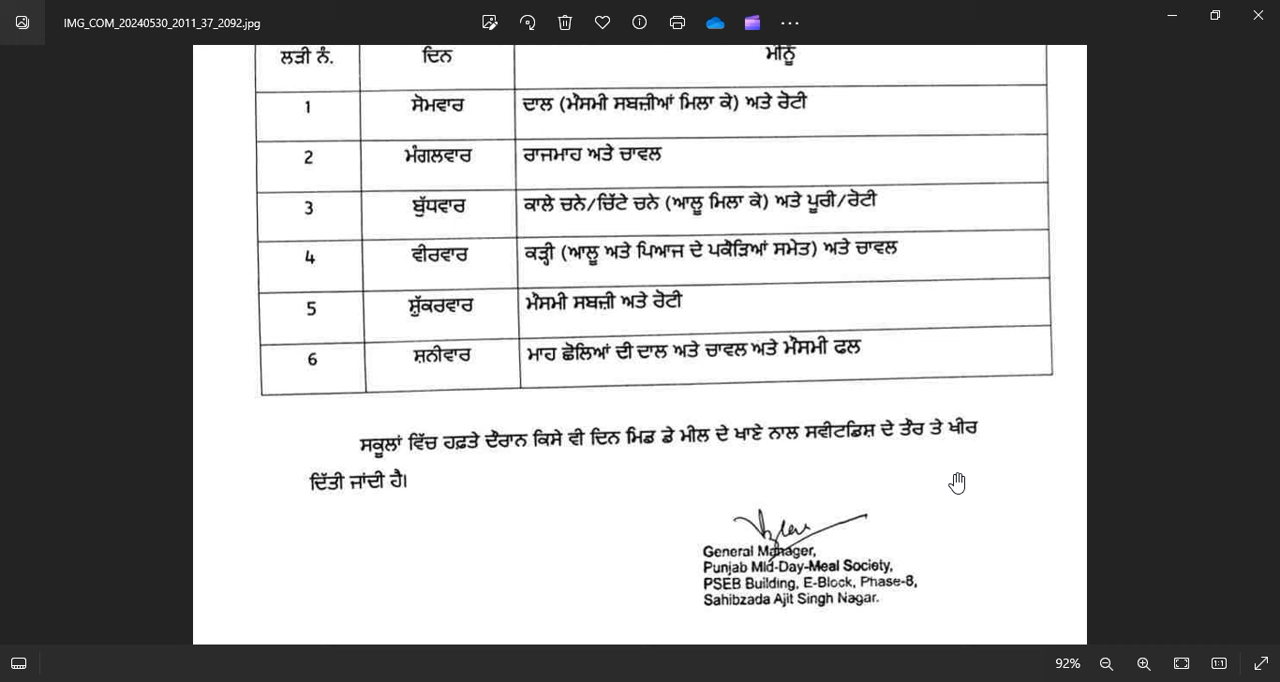 IMG_COM_20240530_2011_37_2092.jpg
ਲੜੀ ਨੰ. ਦਿਨ ਮੀਨੂੰ
1 ਸੋਮਵਾਰ ਦਾਲ (ਮੌਸਮੀ ਸਬਜ਼ੀਆਂ ਮਿਲਾ ਕੇ) ਅਤੇ ਰੋਟੀ
2 ਮੰਗਲਵਾਰ ਰਾਜਮਾਹ ਅਤੇ ਚਾਵਲ
3 ਬੁੱਧਵਾਰ ਕਾਲੇ ਚਨੇ/ਚਿੱਟੇ ਚਨੇ (ਆਲੂ ਮਿਲਾ ਕੇ) ਅਤੇ ਪੂਰੀ/ਰੋਟੀ
4 ਵੀਰਵਾਰ ਕੜ੍ਹੀ (ਆਲੂ ਅਤੇ ਪਿਆਜ ਦੇ ਪਕੌੜਿਆਂ ਸਮੇਤ) ਅਤੇ ਚਾਵਲ
5 ਸ਼ੁੱਕਰਵਾਰ ਮੌਸਮੀ ਸਬਜ਼ੀ ਅਤੇ ਰੋਟੀ
6 ਸ਼ਨੀਵਾਰ ਮਾਹ ਛੋਲਿਆਂ ਦੀ ਦਾਲ ਅਤੇ ਚਾਵਲ ਅਤੇ ਮੌਸਮੀ ਫਲ
ਸਕੂਲਾਂ ਵਿੱਚ ਹਫ਼ਤੇ ਦੌਰਾਨ ਕਿਸੇ ਵੀ ਦਿਨ ਮਿਡ ਡੇ ਮੀਲ ਦੇ ਖਾਣੇ ਨਾਲ ਸਵੀਟਡਿਸ਼ ਦੇ ਤੌਰ ਤੇ ਖੀਰ
ਦਿੱਤੀ ਜਾਂਦੀ ਹੈ।
General Manager,
Punjab Mid-Day-Meal Society,
PSEB Building, E-Block, Phase-8,
Sahibzada Ajit Singh Nagar.
92%